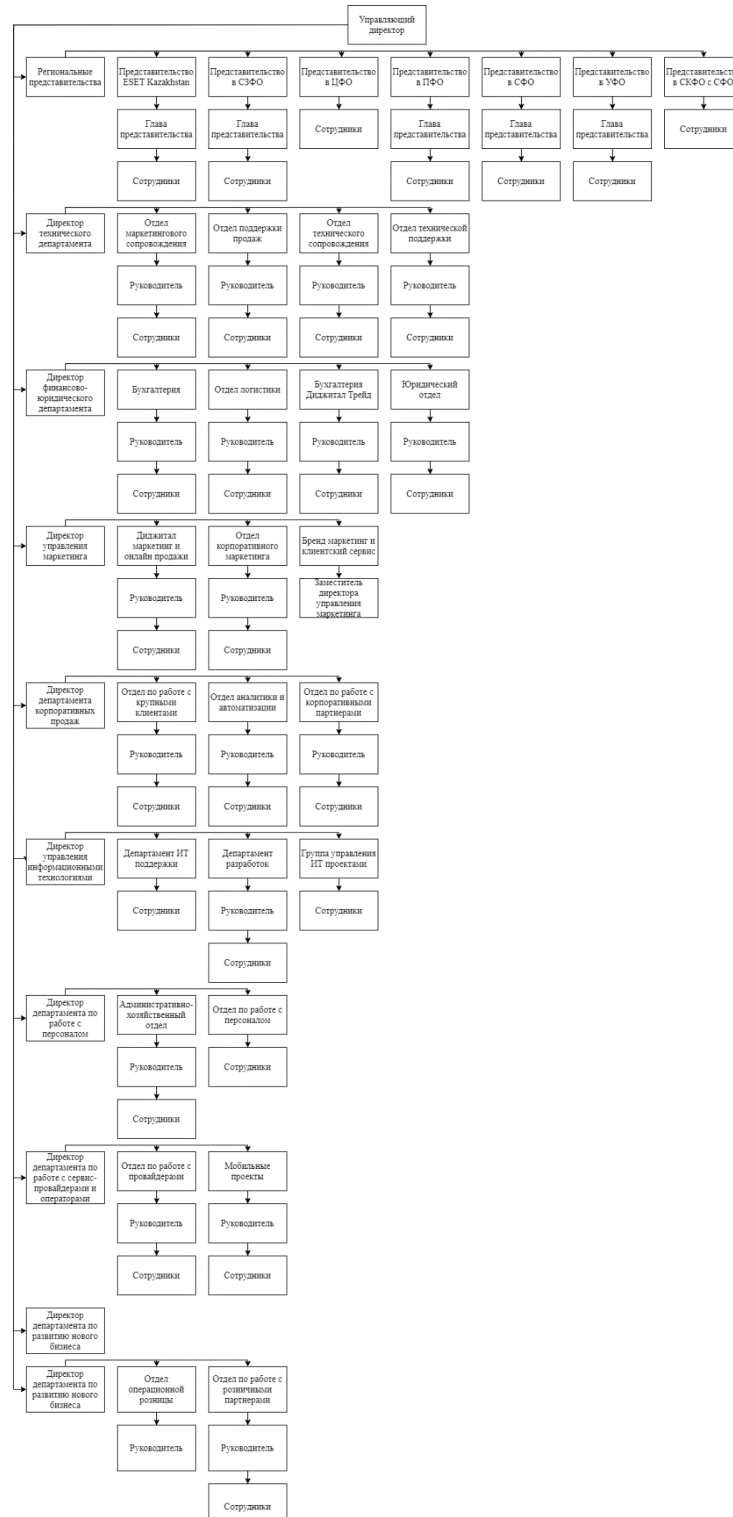 Управляющий
директор
Региональные
представительства
Представительство
ESET Kazakhstan
Представительство
в СЗФО
Представительство
в ЦФО
Представительство
в ПФО
Представительство
в СФО
Представительство
в УФО
Представительство
в СКФО с СФО
Глава
представительства
Глава
представительства
Сотрудники
Глава
представительства
Глава
представительства
Глава
представительства
Сотрудники
Сотрудники
Сотрудники
Сотрудники
Сотрудники
Сотрудники
Директор
технического
департамента
Отдел
маркетингового
сопровождения
Отдел поддержки
продаж
Отдел
технического
сопровождения
Отдел технической
поддержки
Руководитель
Руководитель
Руководитель
Руководитель
Сотрудники
Сотрудники
Сотрудники
Сотрудники
Директор
финансово-
юридического
департамента
Бухгалтерия
Отдел логистики
Бухгалтерия
Диджитал Трейд
Юридический
отдел
Руководитель
Руководитель
Руководитель
Руководитель
Сотрудники
Сотрудники
Сотрудники
Сотрудники
Директор
управления
маркетинга
Диджитал
маркетинг и
онлайн продажи
Отдел
корпоративного
маркетинга
Бренд маркетинг и
клиентский сервис
Руководитель
Руководитель
Заместитель
директора
управления
маркетинга
Сотрудники
Сотрудники
Директор
департамента
корпоративных
продаж
Отдел по работе с
крупными
клиентами
Отдел аналитики и
автоматизации
Отдел по работе с
корпоративными
партнерами
Руководитель
Руководитель
Руководитель
Сотрудники
Сотрудники
Сотрудники
Директор
управления
информационными
технологиями
Департамент ИТ
поддержки
Департамент
разработок
Группа управления
ИТ проектами
Сотрудники
Руководитель
Сотрудники
Сотрудники
Директор
департамента по
работе с
персоналом
Административно-
хозяйственный
отдел
Отдел по работе с
персоналом
Руководитель
Сотрудники
Сотрудники
Директор
департамента по
работе с сервис-
провайдерами и
операторами
Отдел по работе с
провайдерами
Мобильные
проекты
Руководитель
Руководитель
Сотрудники
Сотрудники
Директор
департамента по
развитию нового
бизнеса
Директор
департамента по
развитию нового
бизнеса
Отдел
операционной
розницы
Отдел по работе с
розничными
партнерами
Руководитель
Руководитель
Сотрудники